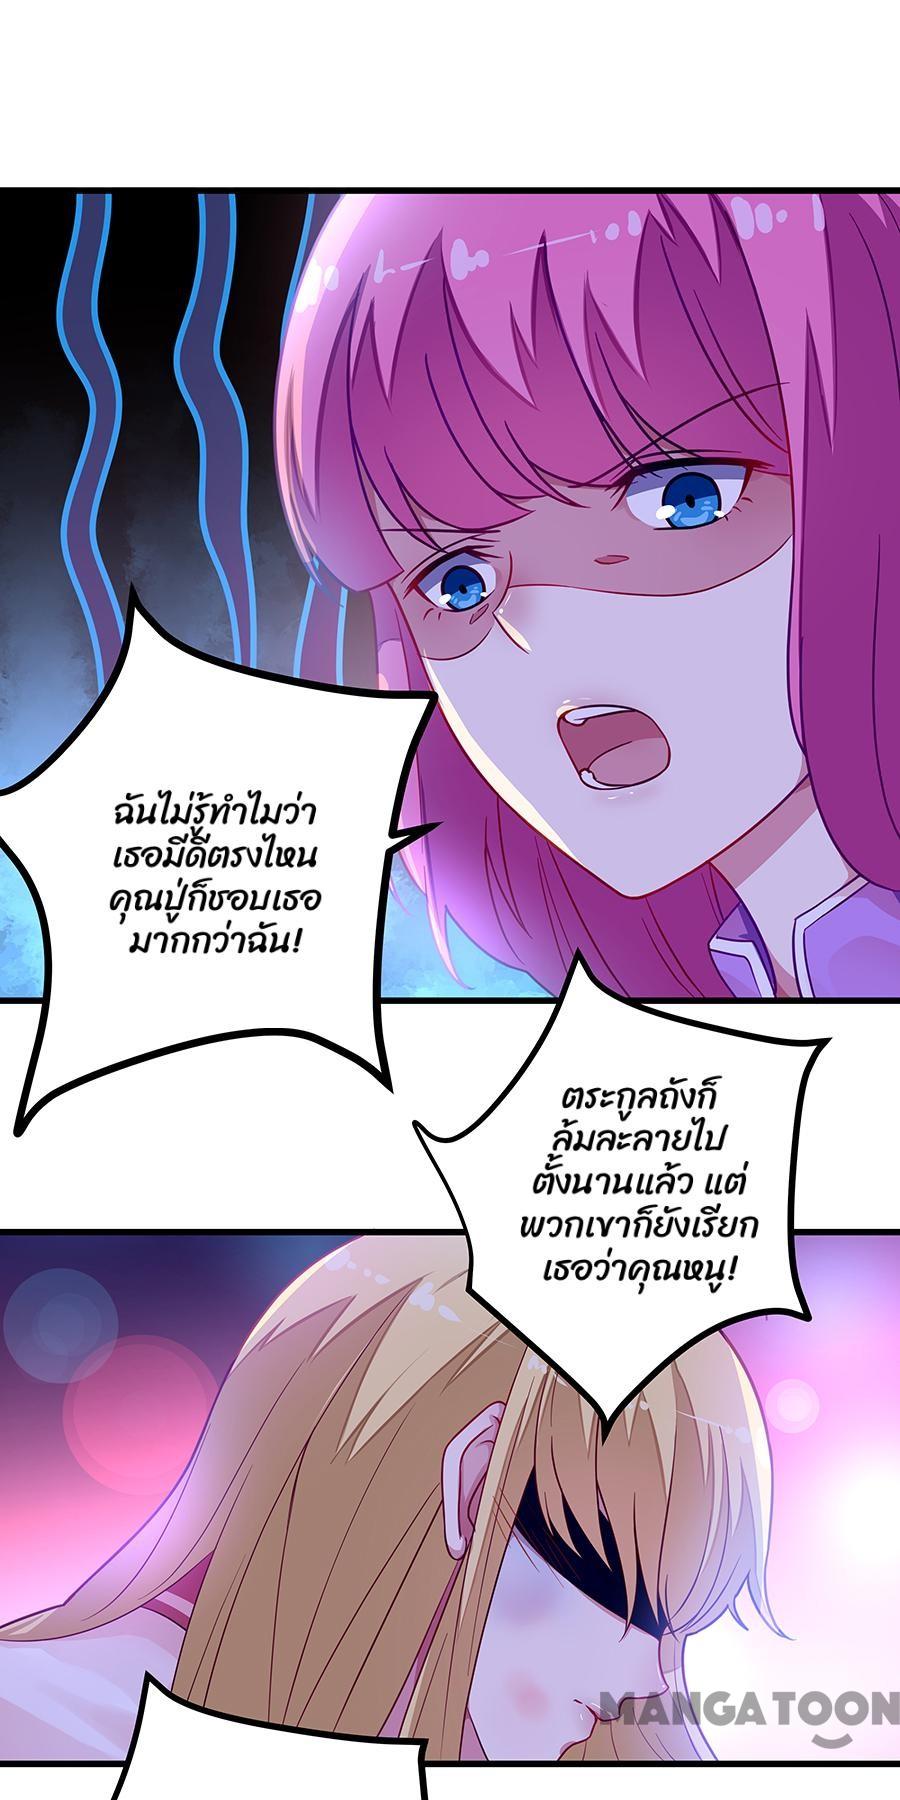 ฉันไม่รู้ทำไมว่า
เธอมีดีตรงไหน
คุณปู่ก็ชอบเธอ
มากกว่าฉัน!
ตระกูลถังก็
ล้มละลายไป
ตั้งนานแล้ว แต่
พวกเขาก็ยังเรียก
เธอว่าคุณหนู!
MANGATOON